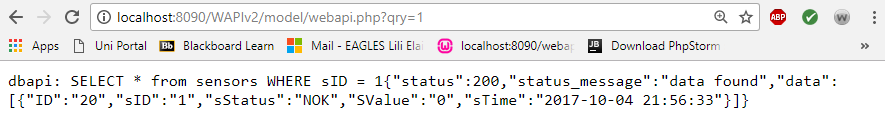 localhost:8090/WAPIv2/model/webapi.php?qry=1
ABP
W
Apps Uni Portal Bb Blackboard Learn Mail - EAGLES Lili Elai localhost:8090/webap JB Download PhpStorm »
dbapi: SELECT * from sensors WHERE sID = 1{"status":200,"status_message":"data found","data":
[{"ID":"20","sID":"1","sStatus":"NOK","SValue":"0","sTime":"2017-10-04 21:56:33"}]}